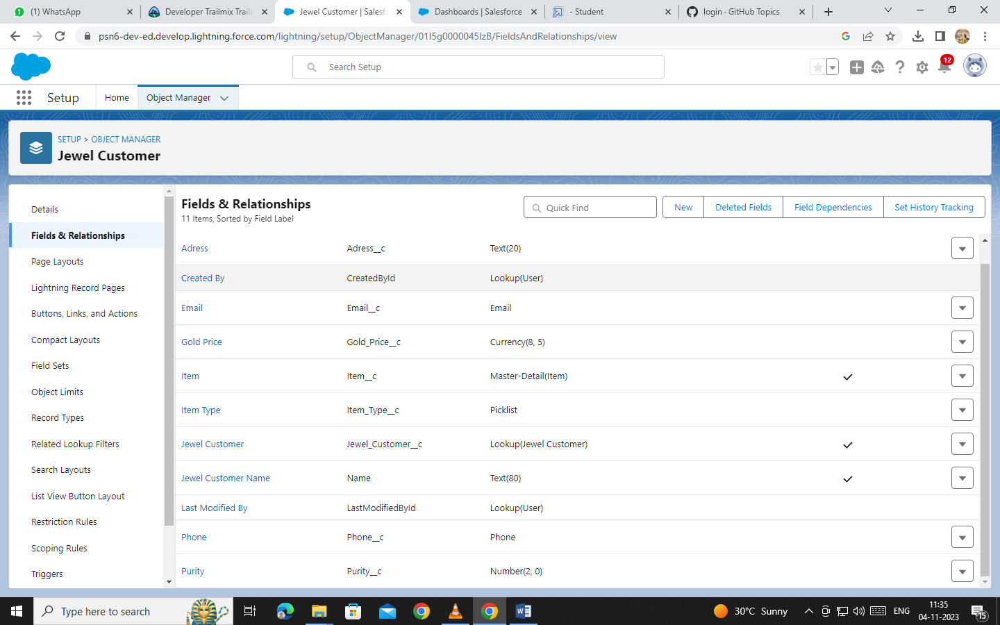 (1) WhatsApp
Developer Trailmix Trail
Jewel Customer | Salesf
Dashboards | Salesforce
- Student
login · GitHub Topics
psn6-dev-ed.develop.lightning.force.com/lightning/setup/ObjectManager/01I5g0000045lzB/FieldsAndRelationships/view
Search Setup
12
Setup
Home
Object Manager
SETUP > OBJECT MANAGER
Jewel Customer
Details
Fields & Relationships
Page Layouts
Lightning Record Pages
Buttons, Links, and Actions
Compact Layouts
Field Sets
Object Limits
Record Types
Related Lookup Filters
Search Layouts
List View Button Layout
Restriction Rules
Scoping Rules
Triggers
Fields & Relationships
11 Items, Sorted by Field Label
Quick Find
New
Deleted Fields
Field Dependencies
Set History Tracking
Adress Adress__c Text(20)
Created By CreatedById Lookup(User)
Email Email__c Email
Gold Price Gold_Price__c Currency(8, 5)
Item Item__c Master-Detail(Item)
Item Type Item_Type__c Picklist
Jewel Customer Jewel_Customer__c Lookup(Jewel Customer)
Jewel Customer Name Name Text(80)
Last Modified By LastModifiedById Lookup(User)
Phone Phone__c Phone
Purity Purity__c Number(2, 0)
Type here to search
30°C Sunny
ENG
11:35
04-11-2023
15